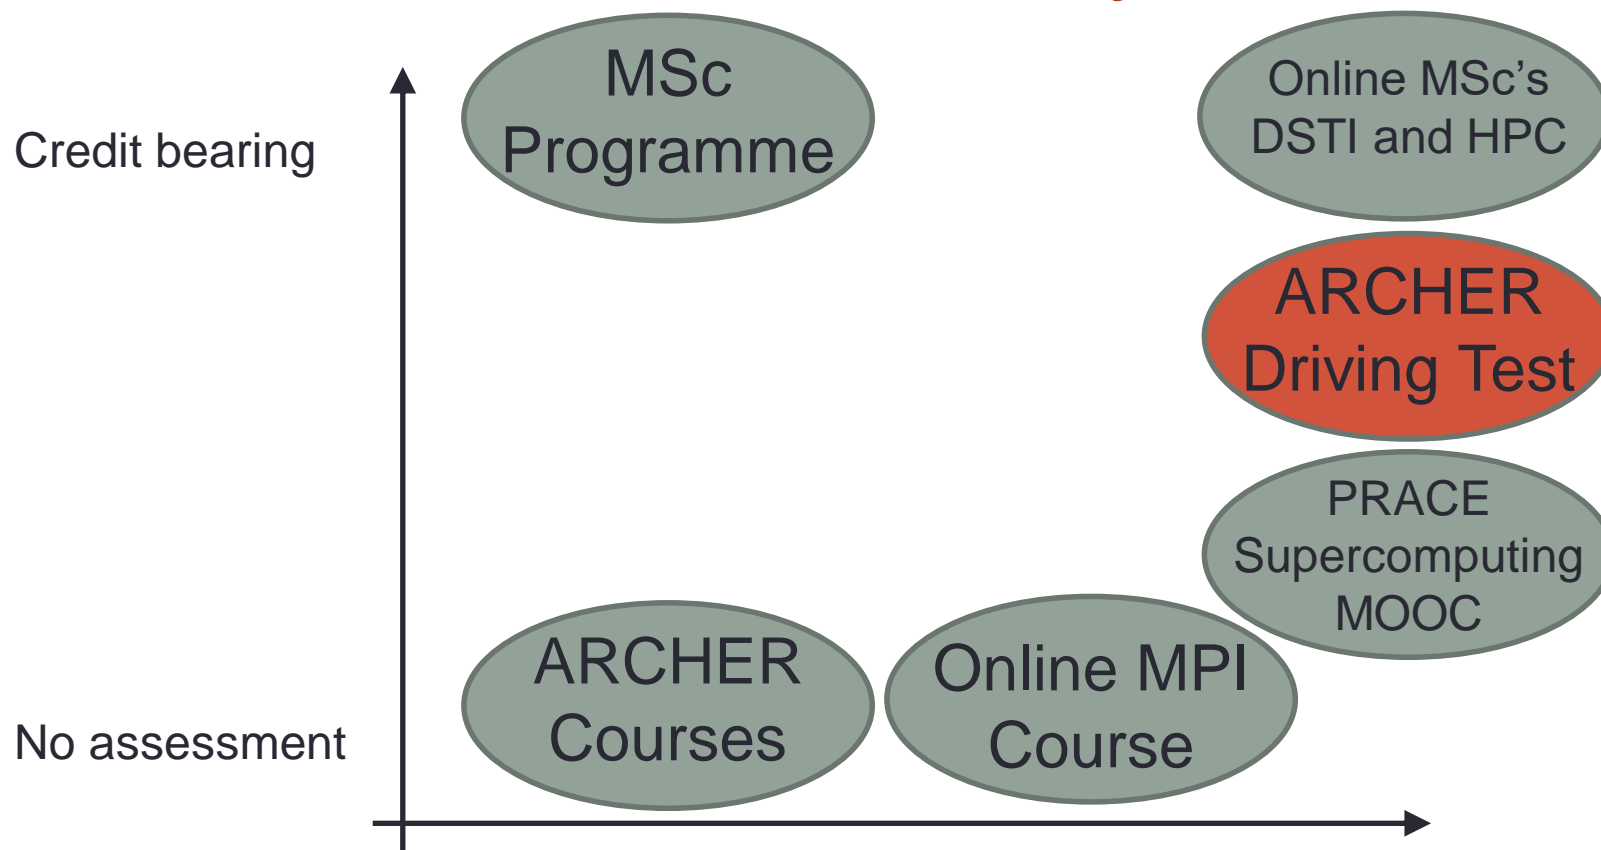 MSc
Programme
Online MSc’s
DSTI and HPC
Credit bearing
ARCHER
Driving Test
PRACE
Supercomputing
MOOC
ARCHER
Courses
Online MPI
Course
No assessment